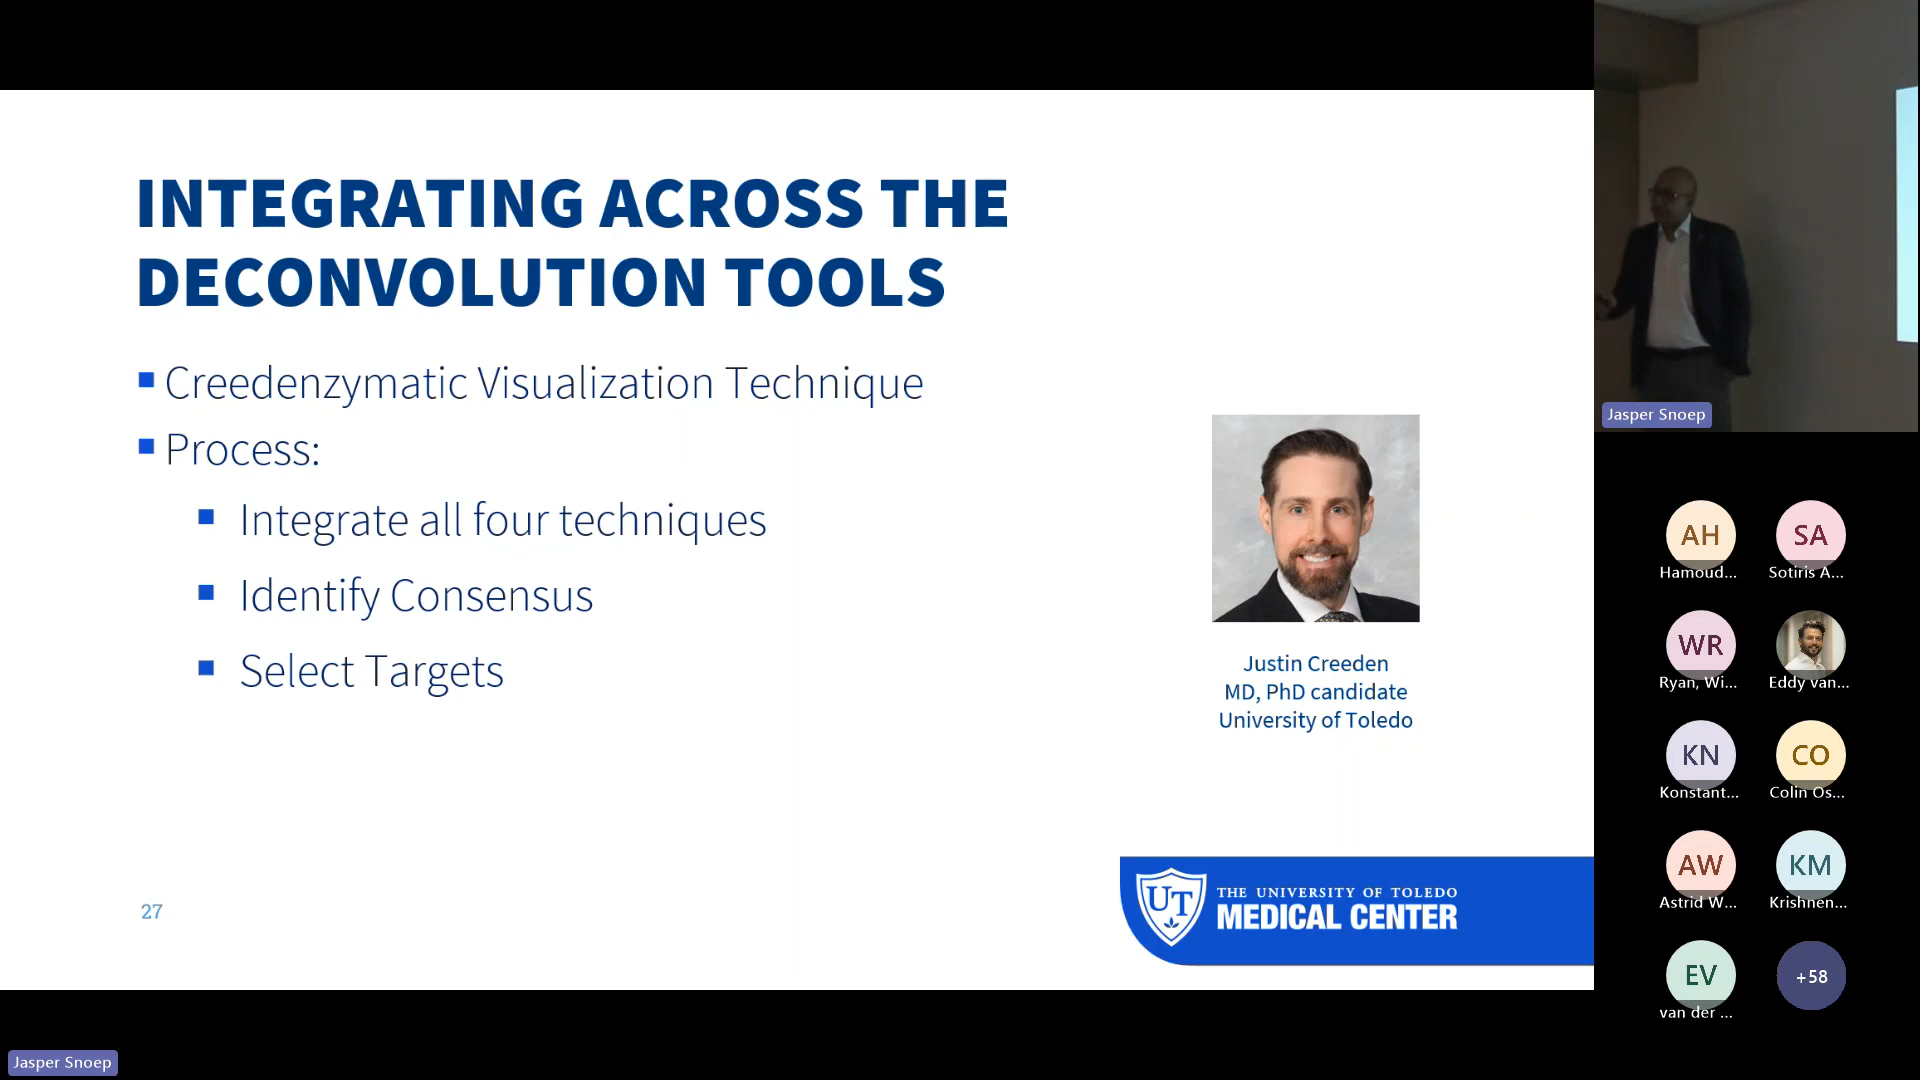 INTEGRATING ACROSS THE
DECONVOLUTION TOOLS
Creedenzymatic Visualization Technique
Process:
Integrate all four techniques
Identify Consensus
Select Targets
Justin Creeden
MD, PhD candidate
University of Toledo
27
UT
THE UNIVERSITY OF TOLEDO
MEDICAL CENTER
Jasper Snoep
Jasper Snoep
AH
Hamoud...
SA
Sotiris A...
WR
Ryan, Wi...
Eddy van...
KN
Konstant...
CO
Colin Os...
AW
Astrid W...
KM
Krishnen...
EV
van der ...
+58